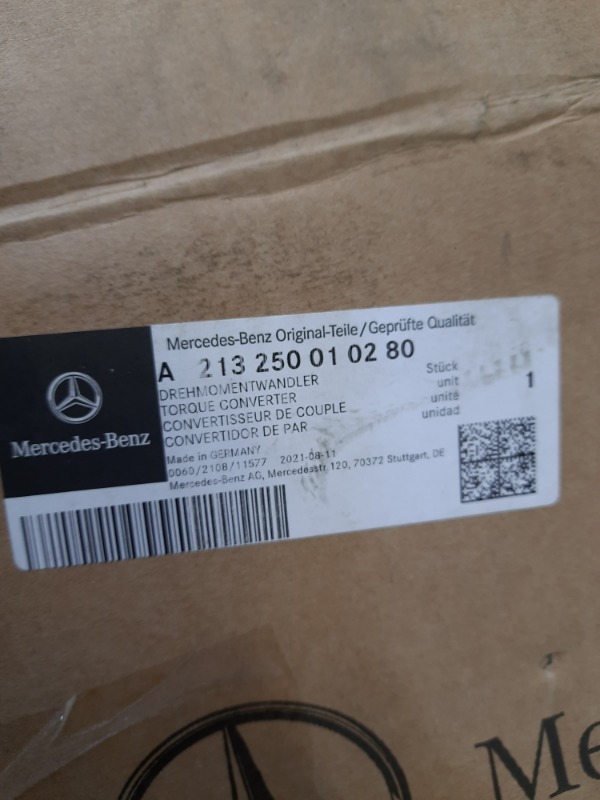 Mercedes-Benz Original-Teile/Geprüfte Qualität
A 213 250 01 02 80
DREHMOMENTWANDLER
TORQUE CONVERTER
CONVERTISSEUR DE COUPLE
CONVERTIDOR DE PAR
Stück
unit
unité
unidad
1
Made in GERMANY
0060/2108/11577 2021-08-11
Mercedes-Benz AG, Mercedesstr. 120, 70372 Stuttgart, DE
Mercedes-Benz
Me